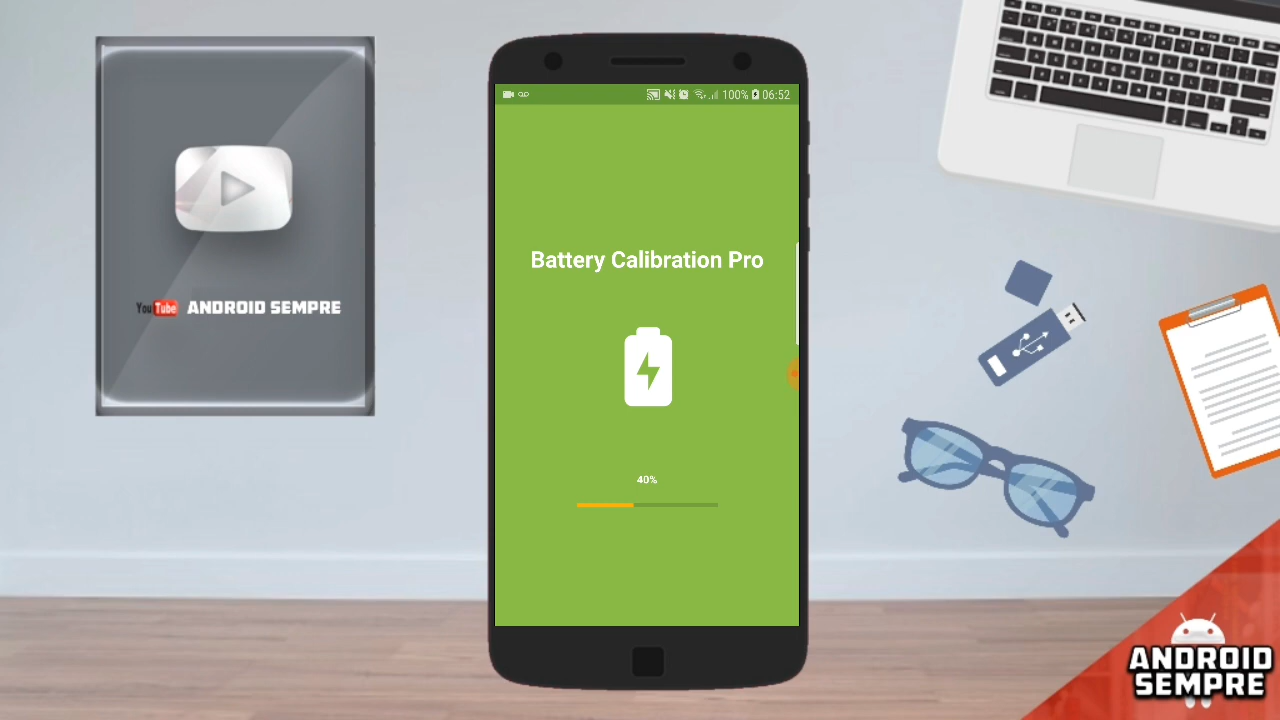 YouTube ANDROID SEMPRE
100% 06:52
Battery Calibration Pro
40%
ANDROID
SEMPRE